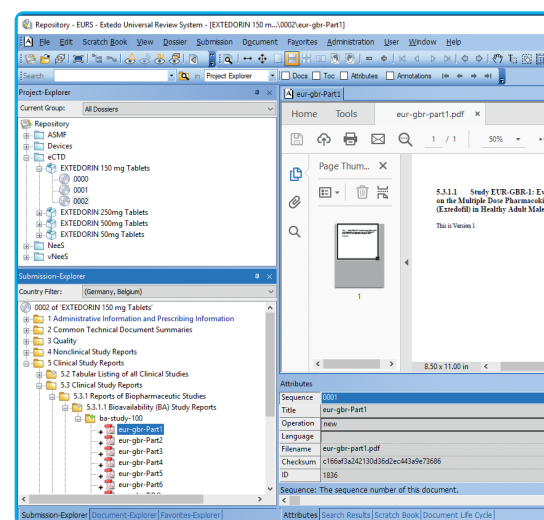 Repository - EURS - Extedo Universal Review System - [EXTEDORIN 150 m...\0002\eur-gbr-Part1]
File Edit Scratch Book View Dossier Submission Document Favorites Administration User Window Help
Search in Project Explorer Docs Toc Attributes Annotations
Project-Explorer
Current Group: All Dossiers
Repository
ASMF
Devices
eCTD
EXTEDORIN 150 mg Tablets
0000
0001
0002
EXTEDORIN 250mg Tablets
EXTEDORIN 500mg Tablets
EXTEDORIN 50mg Tablets
NeeS
vNeeS
Submission-Explorer
Country Filter: (Germany, Belgium)
0002 of 'EXTEDORIN 150 mg Tablets'
1 Administrative Information and Prescribing Information
2 Common Technical Document Summaries
3 Quality
4 Nonclinical Study Reports
5 Clinical Study Reports
5.2 Tabular Listing of all Clinical Studies
5.3 Clinical Study Reports
5.3.1 Reports of Biopharmaceutic Studies
5.3.1.1 Bioavailability (BA) Study Reports
ba-study-100
eur-gbr-Part1
eur-gbr-Part2
eur-gbr-Part3
eur-gbr-Part4
eur-gbr-Part5
eur-gbr-Part6
Submission-Explorer Document-Explorer Favorites-Explorer
eur-gbr-Part1
Home Tools eur-gbr-part1.pdf ×
1 / 1 50%
Page Thum... ×
1
5.3.1.1 Study EUR-GBR-1: Ev
on the Multiple Dose Pharmacoki
(Extedofil) in Healthy Adult Male
This is Version 1.
8.50 x 11.00 in
Attributes
Sequence 0001
Title eur-gbr-Part1
Operation new
Language
Filename eur-gbr-part1.pdf
Checksum c166af3a242130d36d2ec443a9e73686
ID 1836
Sequence: The sequence number of this document.
Attributes Search Results Scratch Book Document Life Cycle